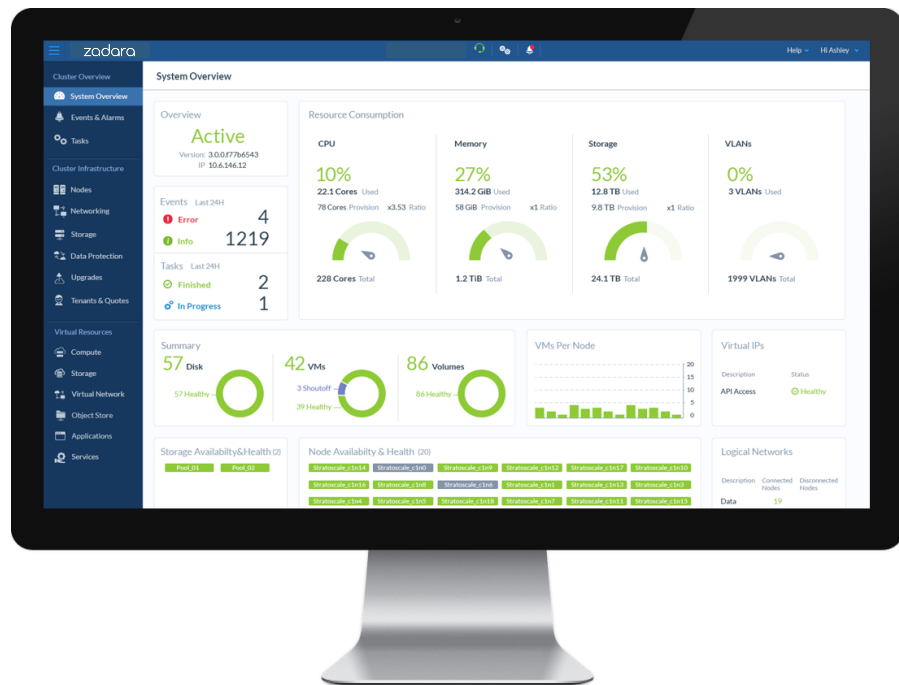 zadara
Help
Hi Ashley
Cluster Overview
System Overview
Events & Alarms
Tasks
Cluster Infrastructure
Nodes
Networking
Storage
Data Protection
Upgrades
Tenants & Quotes
Virtual Resources
Compute
Storage
Virtual Network
Object Store
Applications
Services
System Overview
Overview
Active
Version: 3.0.0.f77b6543
IP 10.6.146.12
Events Last 24H
Error 4
Info 1219
Tasks Last 24H
Finished 2
In Progress 1
Resource Consumption
CPU
10%
22.1 Cores Used
78 Cores Provision x3.53 Ratio
228 Cores Total
Memory
27%
314.2 GiB Used
58 GiB Provision x1 Ratio
1.2 TiB Total
Storage
53%
12.8 TB Used
9.8 TB Provision x1 Ratio
24.1 TB Total
VLANs
0%
3 VLANs Used
1999 VLANs Total
Summary
57 Disk
57 Healthy
42 VMs
3 Shoutoff
39 Healthy
86 Volumes
86 Healthy
VMs Per Node
20
15
10
5
0
Virtual IPs
Description Status
API Access Healthy
Storage Availabilty&Health (2)
Pool_01 Pool_02
Node Availabilty & Health (20)
Stratoscale_c1n14 Stratoscale_c1n0 Stratoscale_c1n9 Stratoscale_c1n12 Stratoscale_c1n17 Stratoscale_c1n10
Stratoscale_c1n16 Stratoscale_c1n8 Stratoscale_c1n6 Stratoscale_c1n1 Stratoscale_c1n13 Stratoscale_c1n3
Stratoscale_c1n4 Stratoscale_c1n5 Stratoscale_c1n18 Stratoscale_c1n7 Stratoscale_c1n11 Stratoscale_c1n15
Logical Networks
Description Connected Nodes Disconnected Nodes
Data 19